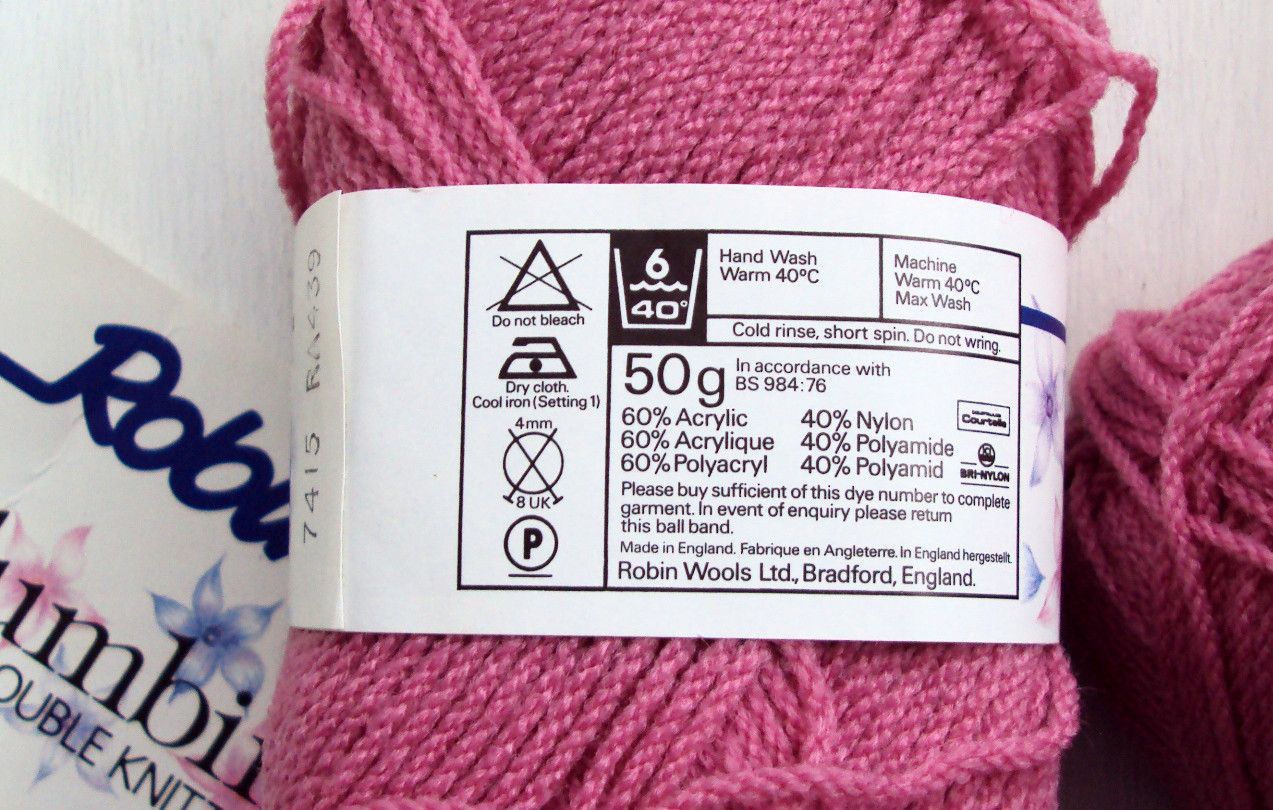 Robi
umbi
OUBLE KNIT
7415 RA439
Do not bleach
Dry cloth.
Cool iron (Setting 1)
4mm
8 UK
P
6
40°
Hand Wash
Warm 40ºC
Machine
Warm 40ºC
Max Wash
Cold rinse, short spin. Do not wring.
50g
In accordance with
BS 984:76
60% Acrylic 40% Nylon
60% Acrylique 40% Polyamide
60% Polyacryl 40% Polyamid
Courtelle
BRI-NYLON
Please buy sufficient of this dye number to complete
garment. In event of enquiry please return
this ball band.
Made in England. Fabrique en Angleterre. In England hergestellt.
Robin Wools Ltd., Bradford, England.